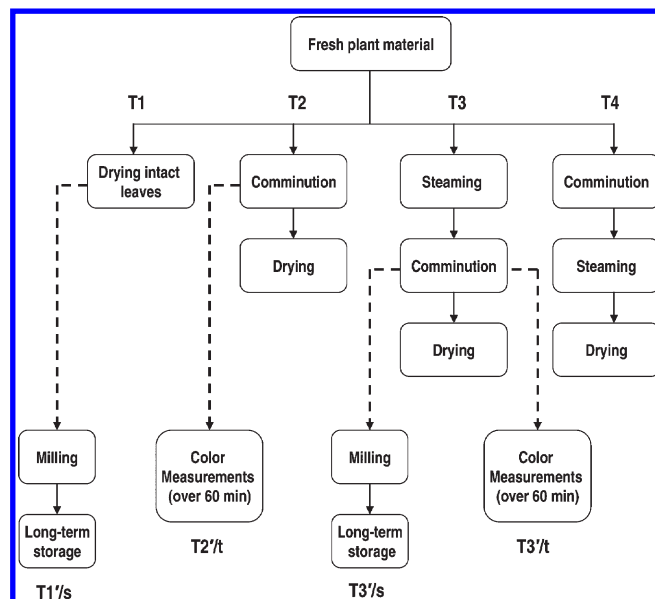 Fresh plant material
T1
T2
T3
T4
Drying intact
leaves
Comminution
Steaming
Comminution
Drying
Comminution
Steaming
Drying
Drying
Milling
Color
Measurements
(over 60 min)
Milling
Color
Measurements
(over 60 min)
Long-term
storage
T2′/t
Long-term
storage
T3′/t
T1′/s
T3′/s